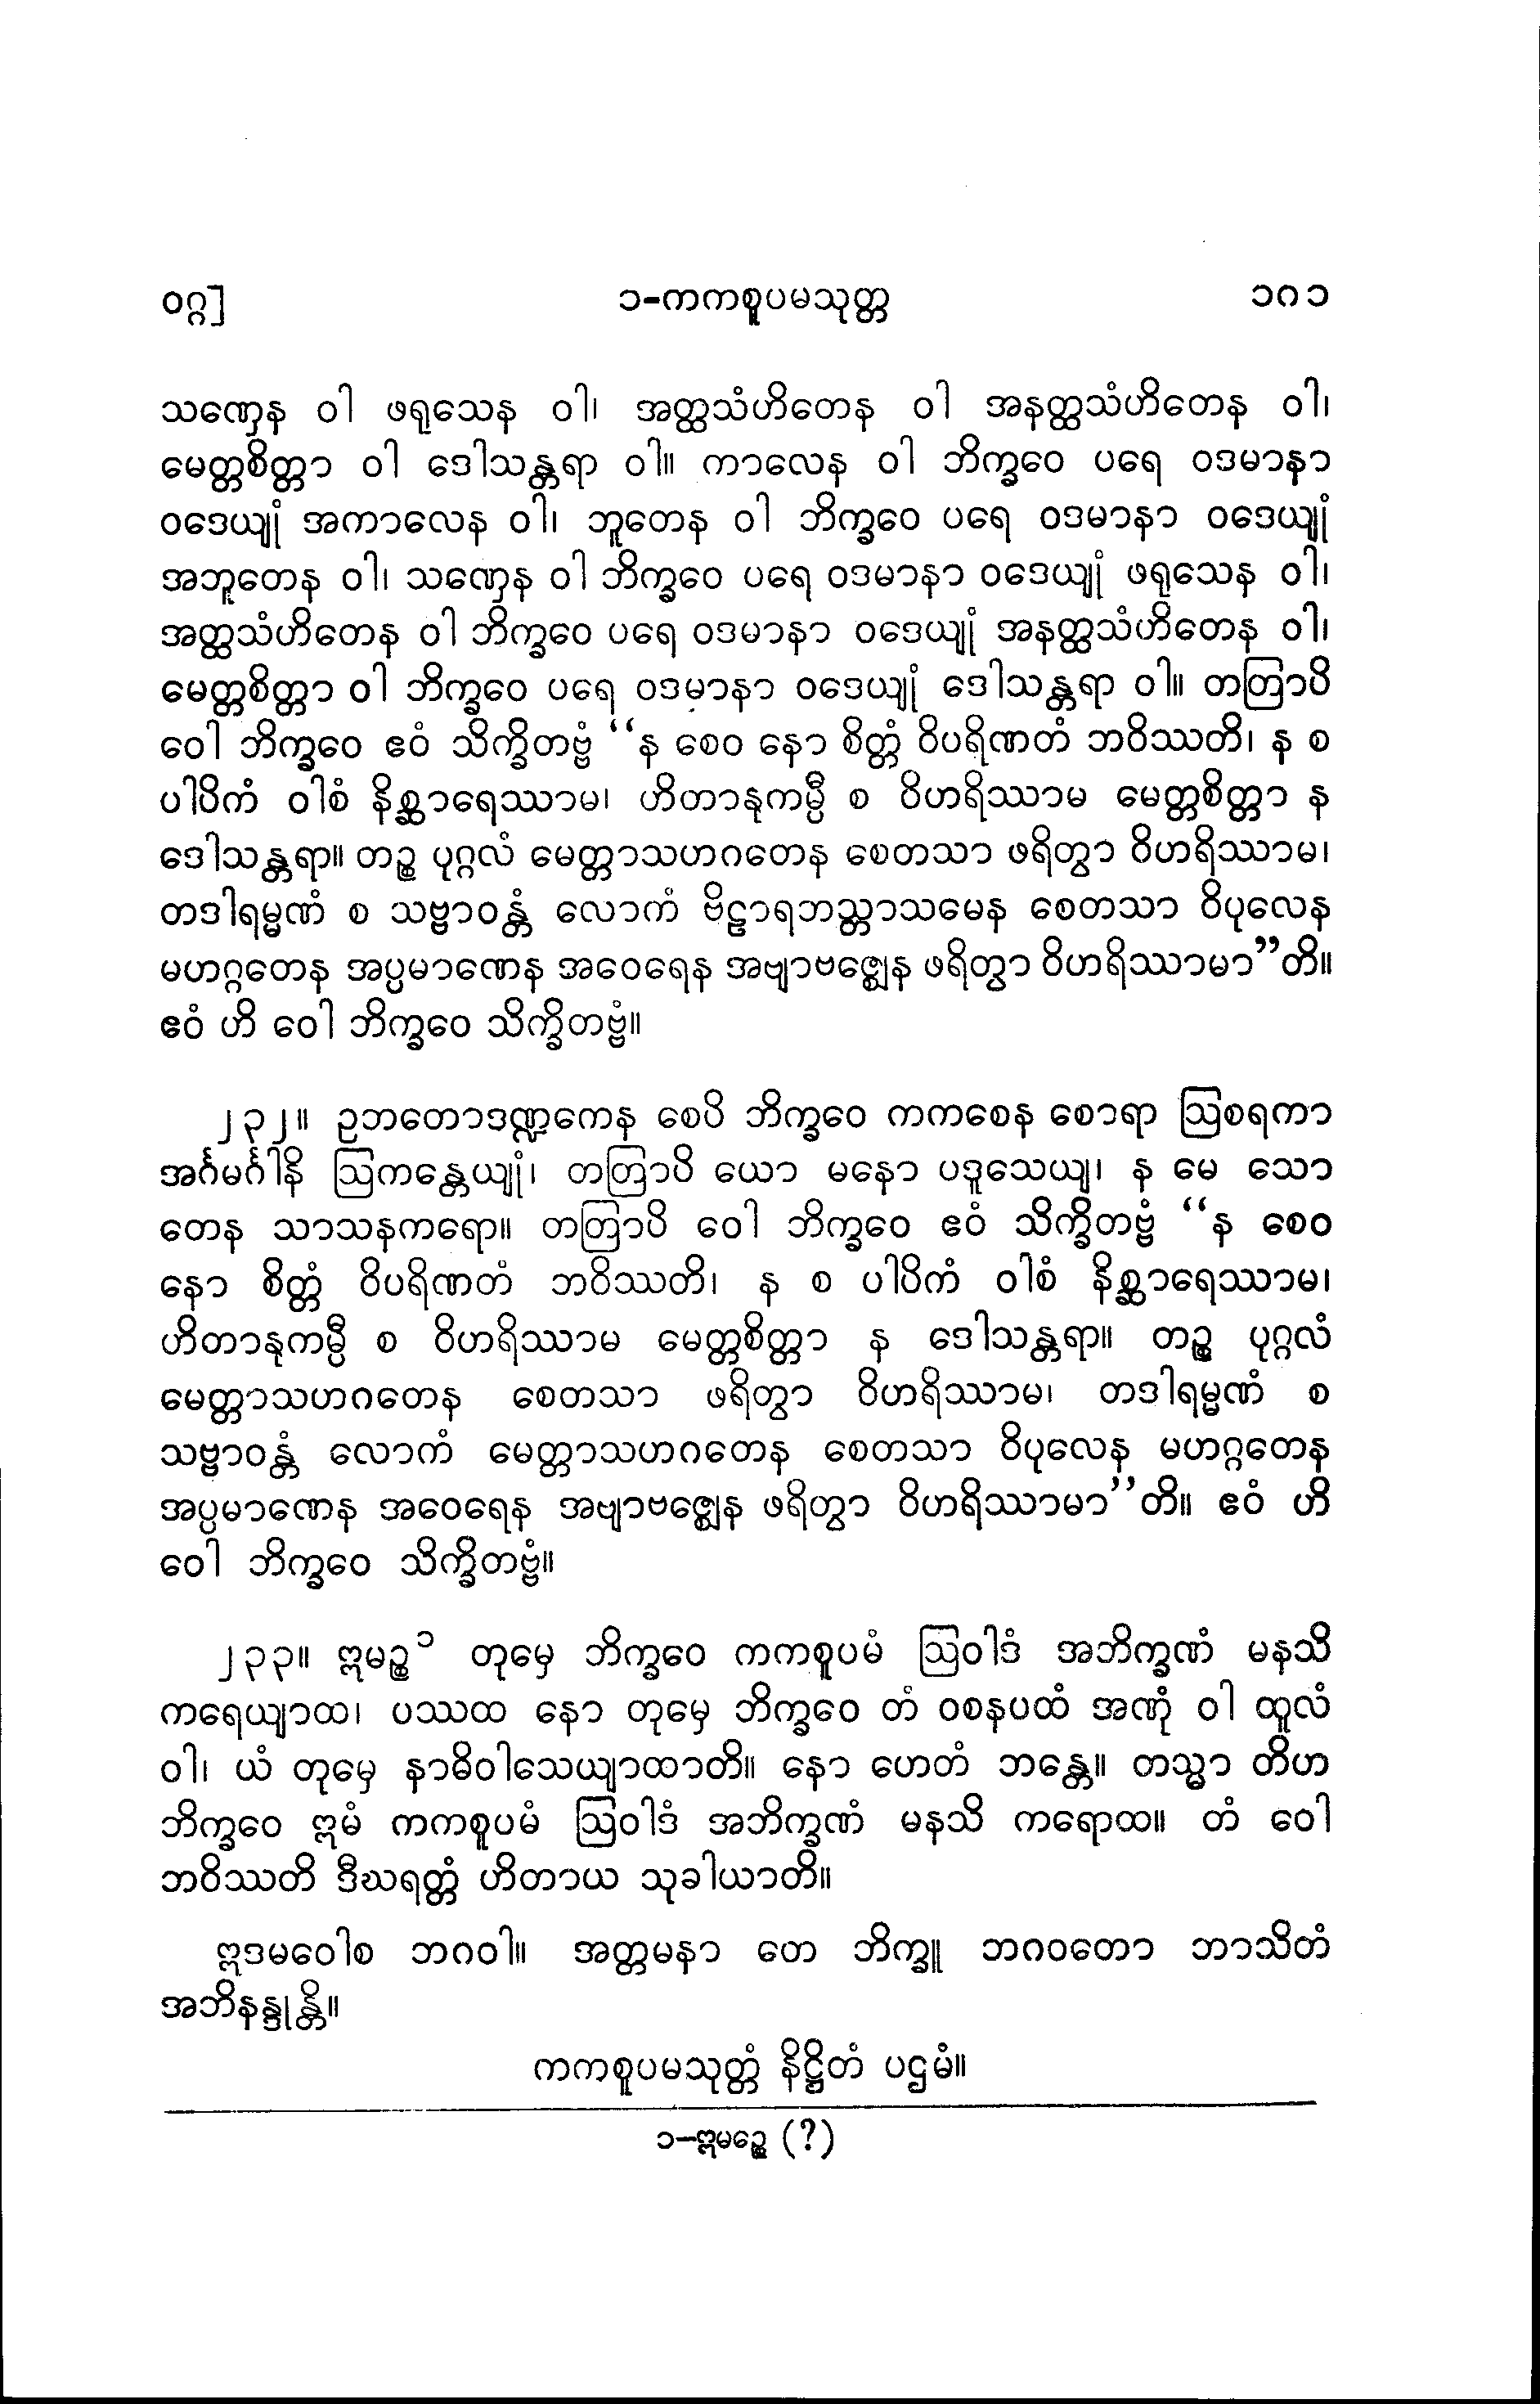 ဝဂ္ဂ] ၁-ကကစူပမသုတ္တ ၁၈၁
သဏှေန ဝါ ဖရုသေန ဝါ၊ အတ္ထသံဟိတေန ဝါ အနတ္ထသံဟိတေန ဝါ၊
မေတ္တစိတ္တာ ဝါ ဒေါသန္တရာ ဝါ။ ကာလေန ဝါ ဘိက္ခဝေ ပရေ ဝဒမာနာ
ဝဒေယျုံ အကာလေန ဝါ၊ ဘူတေန ဝါ ဘိက္ခဝေ ပရေ ဝဒမာနာ ဝဒေယျုံ
အဘူတေန ဝါ၊ သဏှေန ဝါ ဘိက္ခဝေ ပရေ ဝဒမာနာ ဝဒေယျုံ ဖရုသေန ဝါ၊
အတ္ထသံဟိတေန ဝါ ဘိက္ခဝေ ပရေ ဝဒမာနာ ဝဒေယျုံ အနတ္ထသံဟိတေန ဝါ၊
မေတ္တစိတ္တာ ဝါ ဘိက္ခဝေ ပရေ ဝဒမာနာ ဝဒေယျုံ ဒေါသန္တရာ ဝါ။ တတြာပိ
ဝေါ ဘိက္ခဝေ ဧဝံ သိက္ခိတဗ္ဗံ “န စေဝ နော စိတ္တံ ဝိပရိဏတံ ဘဝိဿတိ၊ န စ
ပါပိကံ ဝါစံ နိစ္ဆာရေဿာမ၊ ဟိတာနုကမ္ပီ စ ဝိဟရိဿာမ မေတ္တစိတ္တာ န
ဒေါသန္တရာ။ တဉ္စ ပုဂ္ဂလံ မေတ္တာသဟဂတေန စေတသာ ဖရိတွာ ဝိဟရိဿာမ၊
တဒါရမ္မဏံ စ သဗ္ဗာဝန္တံ လောကံ ဗိဠာရဘသ္တာသမေန စေတသာ ဝိပုလေန
မဟဂ္ဂတေန အပ္ပမာဏေန အဝေရေန အဗျာဗဇ္ဈေန ဖရိတွာ ဝိဟရိဿာမာ”တိ။
ဧဝံ ဟိ ဝေါ ဘိက္ခဝေ သိက္ခိတဗ္ဗံ။
၂၃၂။ ဥဘတောဒဏ္ဍကေန စေပိ ဘိက္ခဝေ ကကစေန စောရာ ဩစရကာ
အင်္ဂမင်္ဂါနိ ဩကန္တေယျုံ၊ တတြာပိ ယော မနော ပဒူသေယျ၊ န မေ သော
တေန သာသနကရော။ တတြာပိ ဝေါ ဘိက္ခဝေ ဧဝံ သိက္ခိတဗ္ဗံ “န စေဝ
နော စိတ္တံ ဝိပရိဏတံ ဘဝိဿတိ၊ န စ ပါပိကံ ဝါစံ နိစ္ဆာရေဿာမ၊
ဟိတာနုကမ္ပီ စ ဝိဟရိဿာမ မေတ္တစိတ္တာ န ဒေါသန္တရာ။ တဉ္စ ပုဂ္ဂလံ
မေတ္တာသဟဂတေန စေတသာ ဖရိတွာ ဝိဟရိဿာမ၊ တဒါရမ္မဏံ စ
သဗ္ဗာဝန္တံ လောကံ မေတ္တာသဟဂတေန စေတသာ ဝိပုလေန မဟဂ္ဂတေန
အပ္ပမာဏေန အဝေရေန အဗျာဗဇ္ဈေန ဖရိတွာ ဝိဟရိဿာမာ”တိ။ ဧဝံ ဟိ
ဝေါ ဘိက္ခဝေ သိက္ခိတဗ္ဗံ။
၂၃၃။ ဣမဉ္စ ၁ တုမှေ ဘိက္ခဝေ ကကစူပမံ ဩဝါဒံ အဘိက္ခဏံ မနသိ
ကရေယျာထ၊ ပဿထ နော တုမှေ ဘိက္ခဝေ တံ ဝစနပထံ အဏုံ ဝါ ထူလံ
ဝါ၊ ယံ တုမှေ နာဓိဝါသေယျာထာတိ။ နော ဟေတံ ဘန္တေ။ တသ္မာ တိဟ
ဘိက္ခဝေ ဣမံ ကကစူပမံ ဩဝါဒံ အဘိက္ခဏံ မနသိ ကရောထ။ တံ ဝေါ
ဘဝိဿတိ ဒီဃရတ္တံ ဟိတာယ သုခါယာတိ။
ဣဒမဝေါစ ဘဂဝါ။ အတ္တမနာ တေ ဘိက္ခူ ဘဂဝတော ဘာသိတံ
အဘိနန္ဒုန္တိ။
ကကစူပမသုတ္တံ နိဋ္ဌိတံ ပဌမံ။
၁–ဣမဉ္စေ (?)